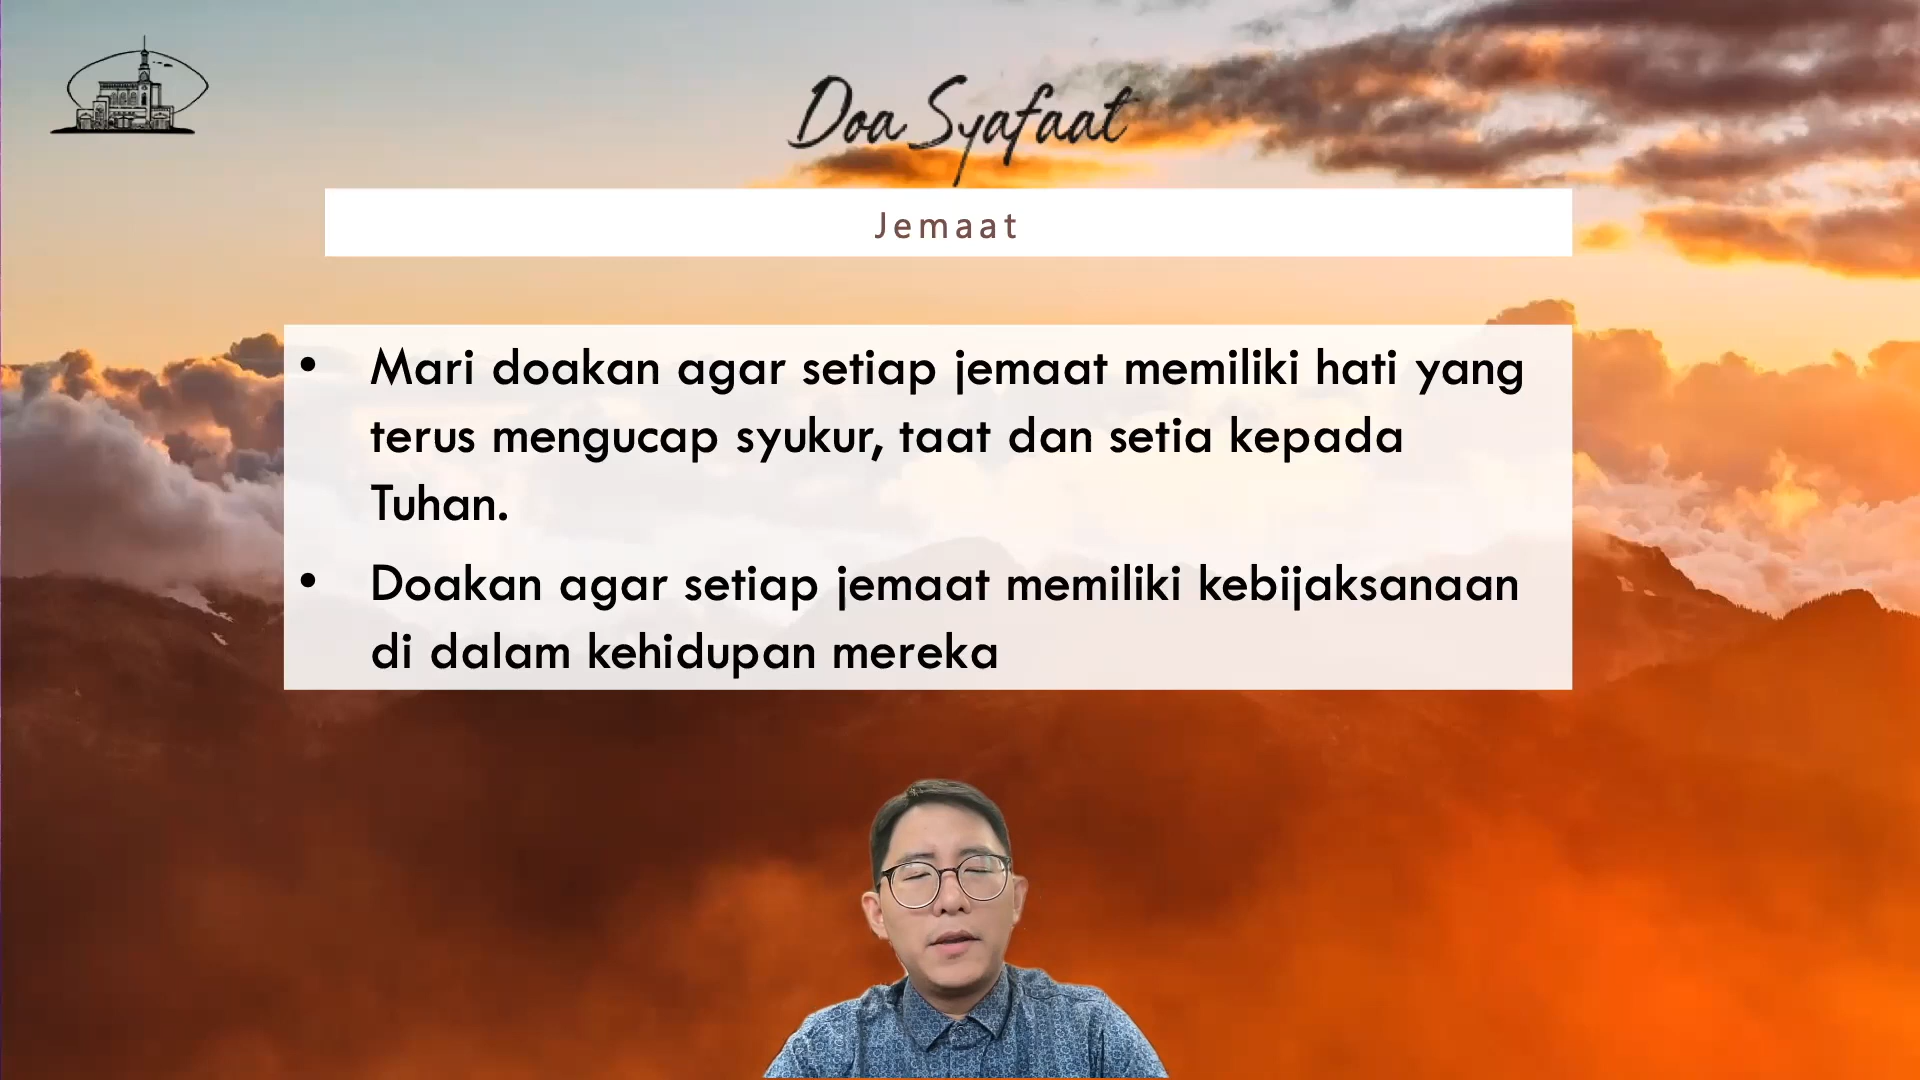 Doa Syafaat
Jemaat
• Mari doakan agar setiap jemaat memiliki hati yang
terus mengucap syukur, taat dan setia kepada
Tuhan.
• Doakan agar setiap jemaat memiliki kebijaksanaan
di dalam kehidupan mereka